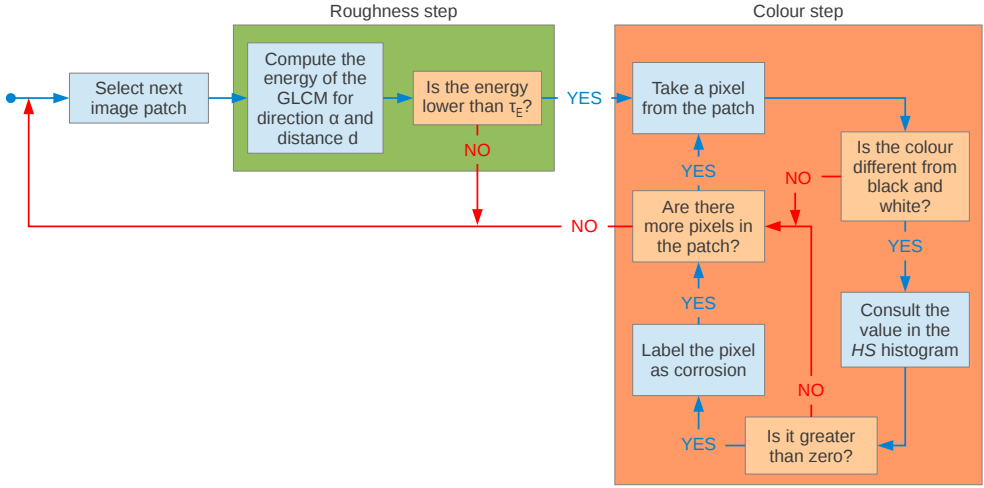 Roughness step
Colour step
Select next
image patch
Compute the
energy of the
GLCM for
direction α and
distance d
Is the energy
lower than τE?
YES
NO
Take a pixel
from the patch
Is the colour
different from
black and
white?
NO
YES
YES
Are there
more pixels in
the patch?
NO
YES
Consult the
value in the
HS histogram
Label the pixel
as corrosion
NO
YES
Is it greater
than zero?